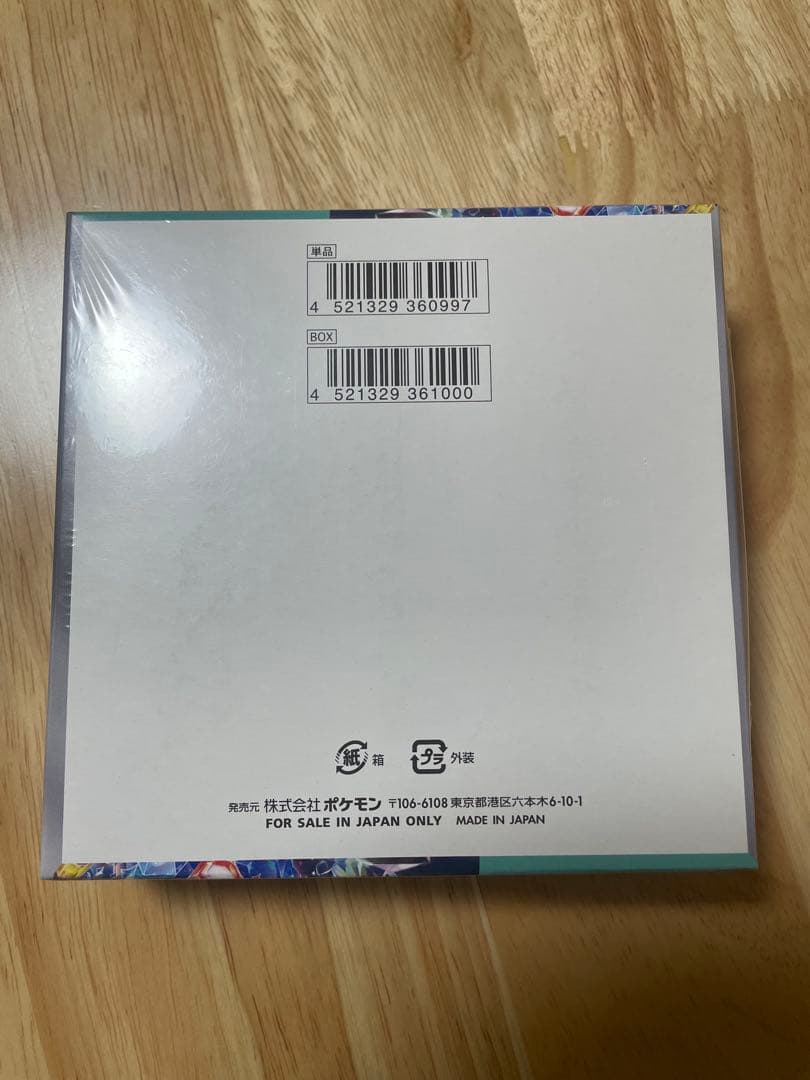 単品
4 521329 360997
BOX
4 521329 361000
紙 箱 プラ 外装
発売元 株式会社ポケモン 〒106-6108 東京都港区六本木6-10-1
FOR SALE IN JAPAN ONLY MADE IN JAPAN